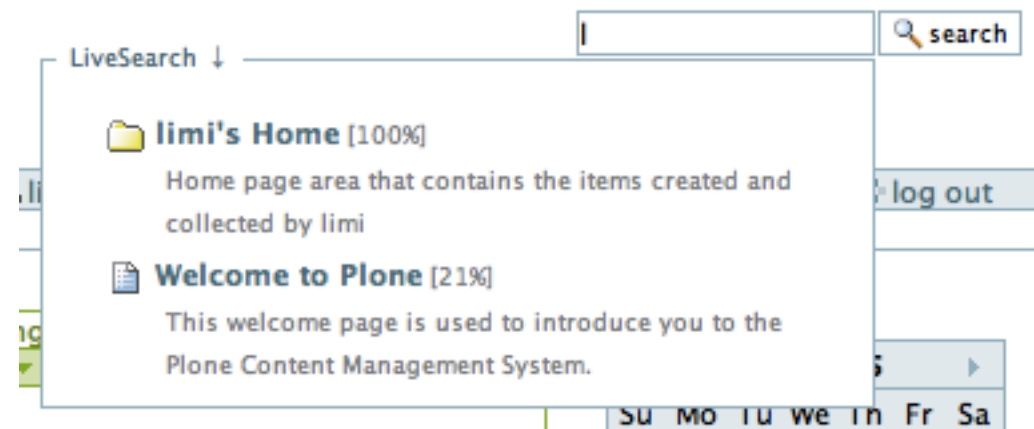 l
search
LiveSearch ↓
limi's Home [100%]
Home page area that contains the items created and
collected by limi
li
log out
Welcome to Plone [21%]
This welcome page is used to introduce you to the
Plone Content Management System.
Su Mo Tu We Th Fr Sa